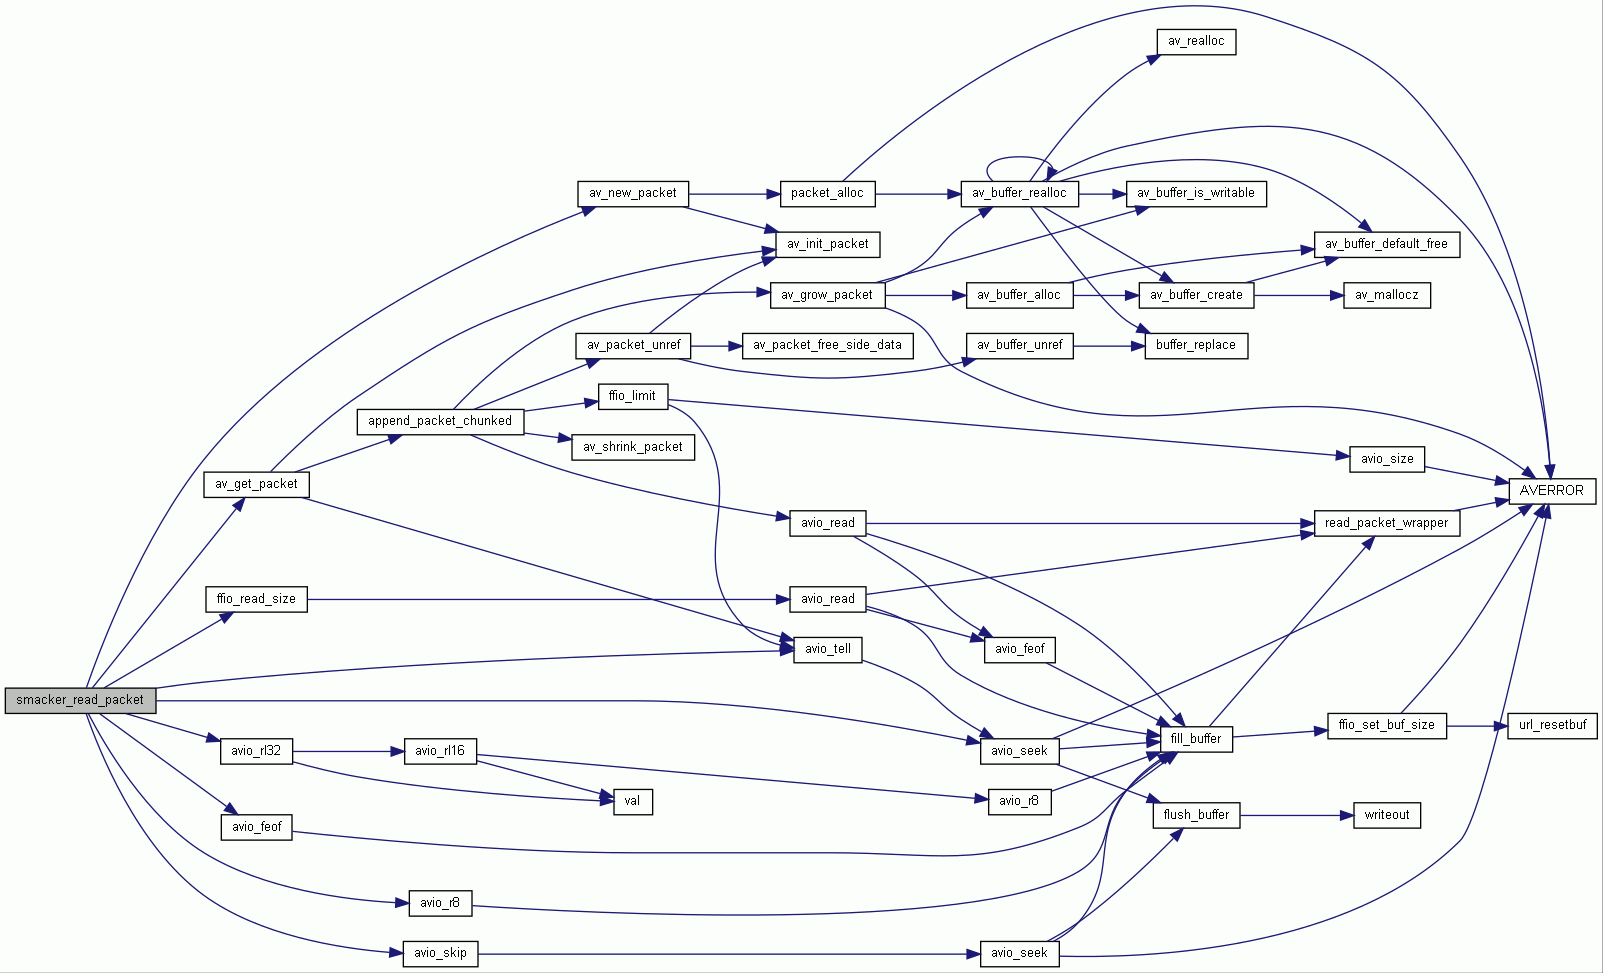 av_realloc
av_new_packet
packet_alloc
av_buffer_realloc
av_buffer_is_writable
av_init_packet
av_buffer_default_free
av_grow_packet
av_buffer_alloc
av_buffer_create
av_mallocz
av_packet_unref
av_packet_free_side_data
av_buffer_unref
buffer_replace
ffio_limit
append_packet_chunked
av_shrink_packet
avio_size
av_get_packet
AVERROR
avio_read
read_packet_wrapper
ffio_read_size
avio_read
avio_tell
avio_feof
smacker_read_packet
ffio_set_buf_size
url_resetbuf
fill_buffer
avio_rl32
avio_rl16
avio_seek
val
avio_r8
flush_buffer
writeout
avio_feof
avio_r8
avio_skip
avio_seek